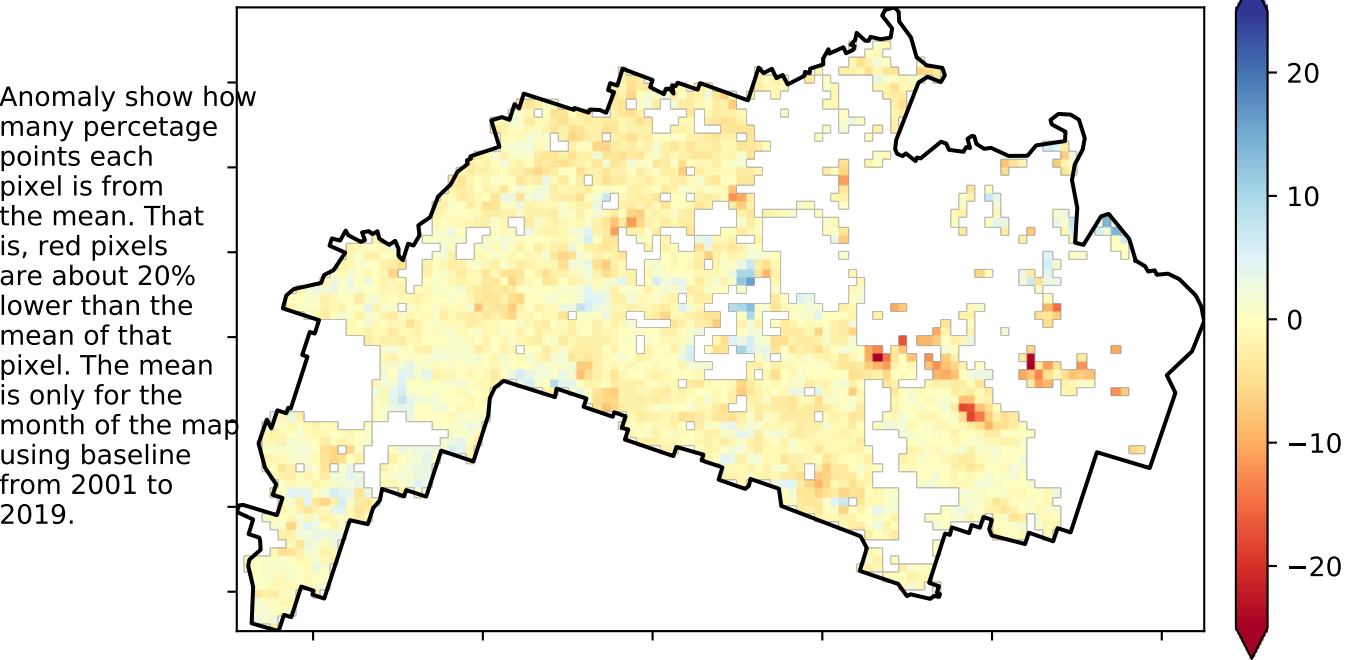 Anomaly show how
many percetage
points each
pixel is from
the mean. That
is, red pixels
are about 20%
lower than the
mean of that
pixel. The mean
is only for the
month of the map
using baseline
from 2001 to
2019.
20
10
0
−10
−20